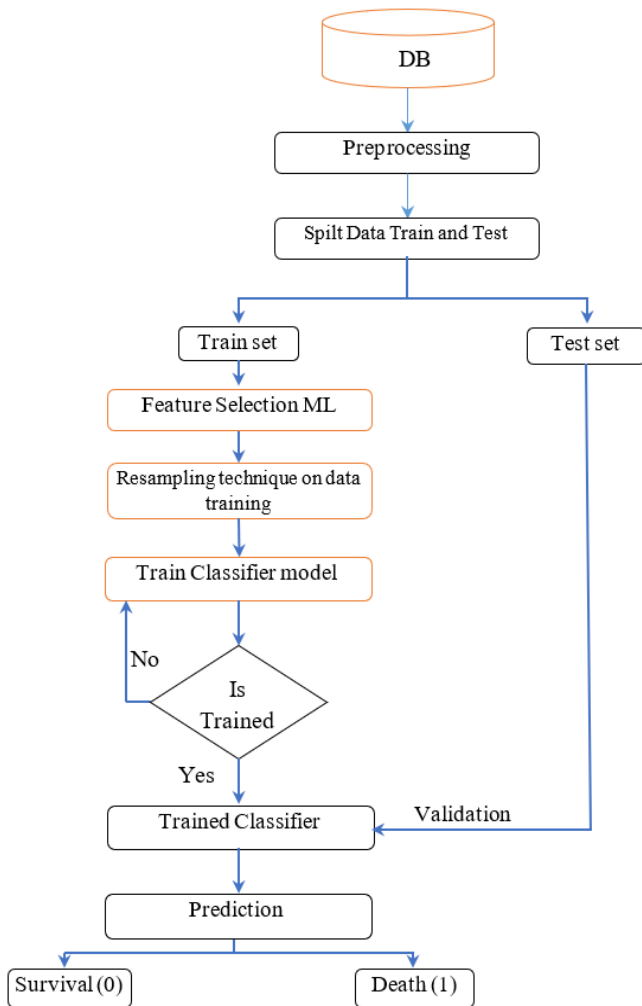 DB
Preprocessing
Spilt Data Train and Test
Train set
Test set
Feature Selection ML
Resampling technique on data
training
Train Classifier model
No
Is
Trained
Yes
Validation
Trained Classifier
Prediction
Survival (0)
Death (1)